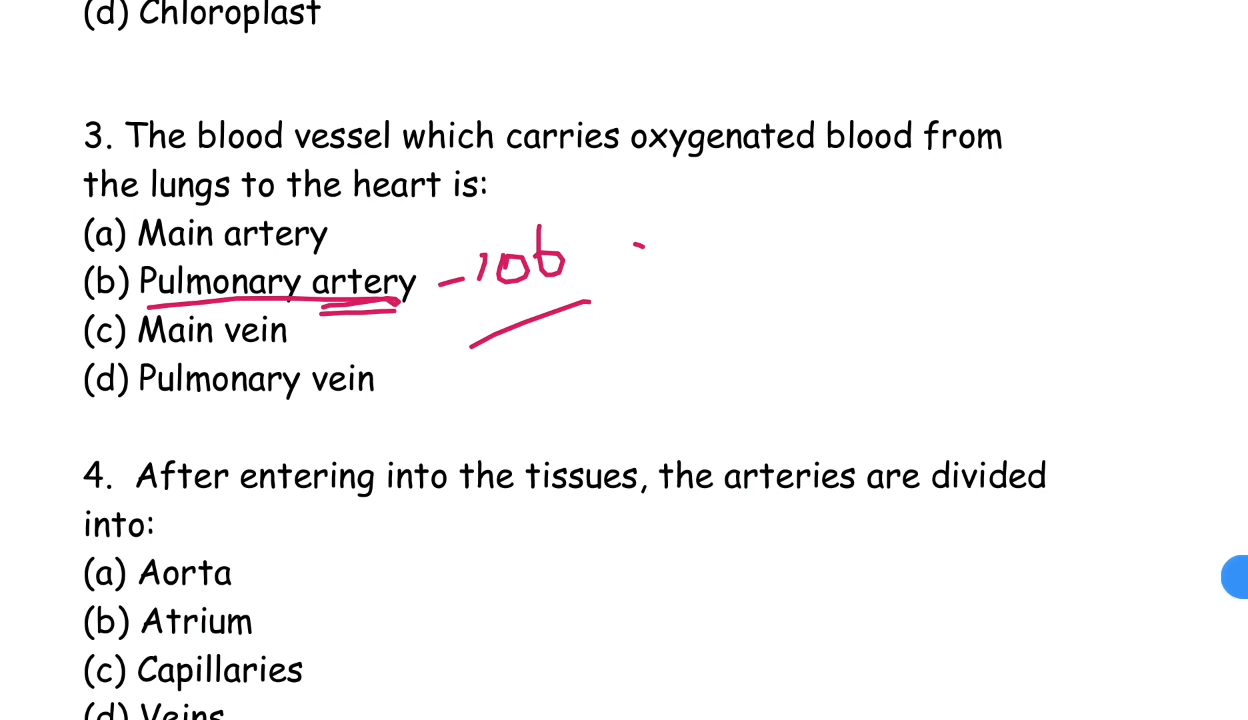 (d) Chloroplast
3. The blood vessel which carries oxygenated blood from
the lungs to the heart is:
(a) Main artery
(b) Pulmonary artery
(c) Main vein
(d) Pulmonary vein
4. After entering into the tissues, the arteries are divided
into:
(a) Aorta
(b) Atrium
(c) Capillaries
(d) Veins